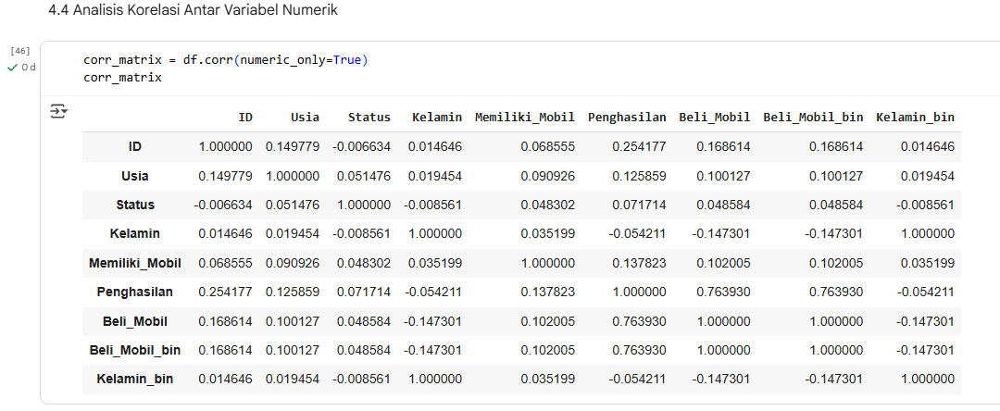 4.4 Analisis Korelasi Antar Variabel Numerik
[46]
0 d
corr_matrix = df.corr(numeric_only=True)
corr_matrix
ID Usia Status Kelamin Memiliki_Mobil Penghasilan Beli_Mobil Beli_Mobil_bin Kelamin_bin
ID 1.000000 0.149779 -0.006634 0.014646 0.068555 0.254177 0.168614 0.168614 0.014646
Usia 0.149779 1.000000 0.051476 0.019454 0.090926 0.125859 0.100127 0.100127 0.019454
Status -0.006634 0.051476 1.000000 -0.008561 0.048302 0.071714 0.048584 0.048584 -0.008561
Kelamin 0.014646 0.019454 -0.008561 1.000000 0.035199 -0.054211 -0.147301 -0.147301 1.000000
Memiliki_Mobil 0.068555 0.090926 0.048302 0.035199 1.000000 0.137823 0.102005 0.102005 0.035199
Penghasilan 0.254177 0.125859 0.071714 -0.054211 0.137823 1.000000 0.763930 0.763930 -0.054211
Beli_Mobil 0.168614 0.100127 0.048584 -0.147301 0.102005 0.763930 1.000000 1.000000 -0.147301
Beli_Mobil_bin 0.168614 0.100127 0.048584 -0.147301 0.102005 0.763930 1.000000 1.000000 -0.147301
Kelamin_bin 0.014646 0.019454 -0.008561 1.000000 0.035199 -0.054211 -0.147301 -0.147301 1.000000